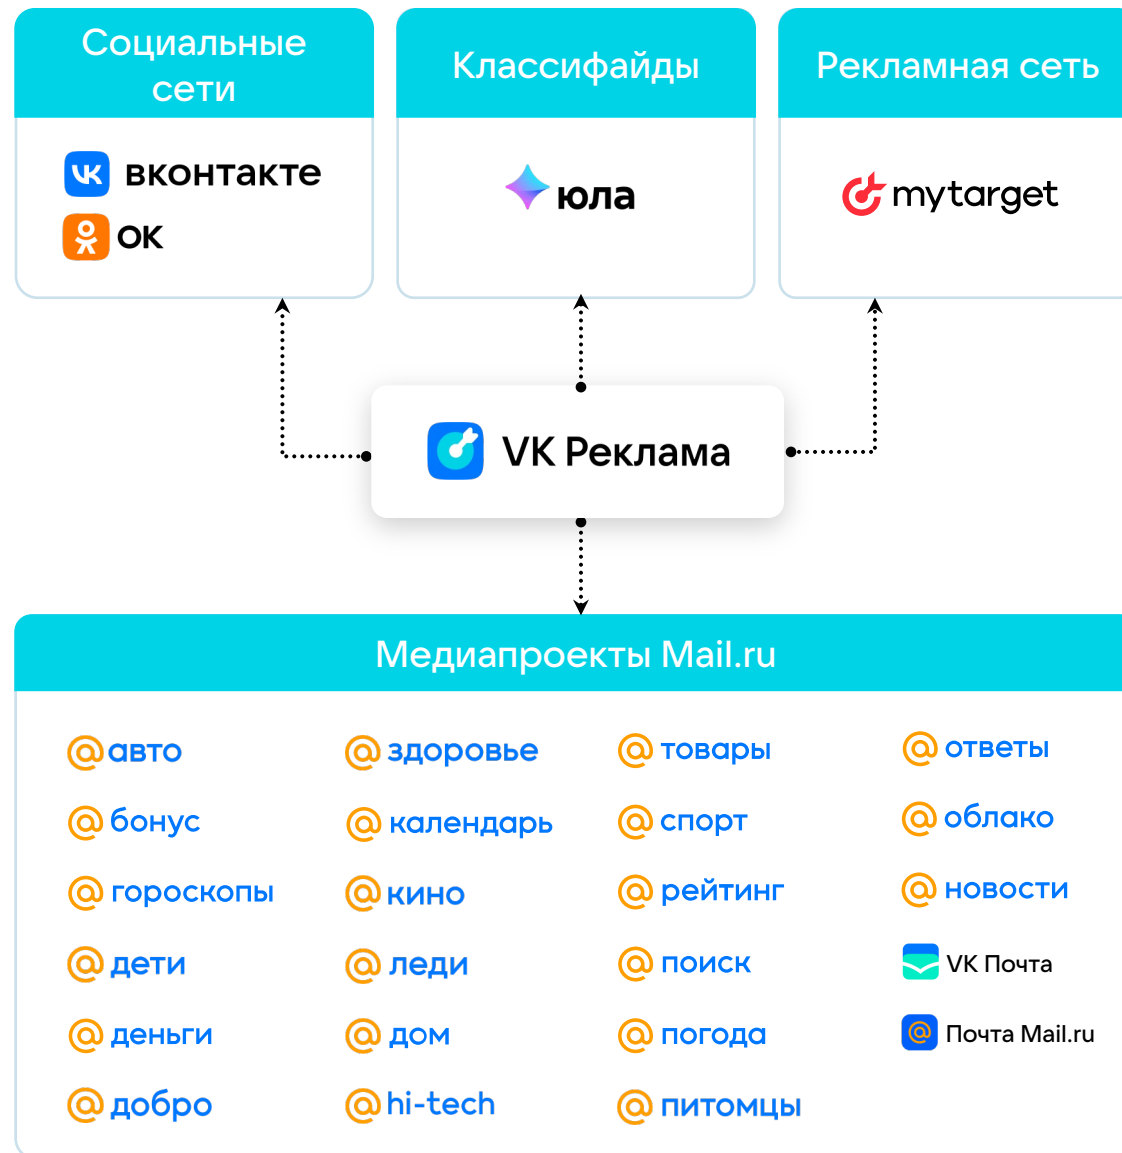 Социальные
сети
Классифайды
Рекламная сеть
вконтакте
ок
юла
mytarget
VK Реклама
Медиапроекты Mail.ru
@авто
@здоровье
@товары
@ответы
@бонус
@календарь
@спорт
@облако
@гороскопы
@кино
@рейтинг
@новости
@дети
@леди
@поиск
VK Почта
@деньги
@дом
@погода
Почта Mail.ru
@добро
@hi-tech
@питомцы